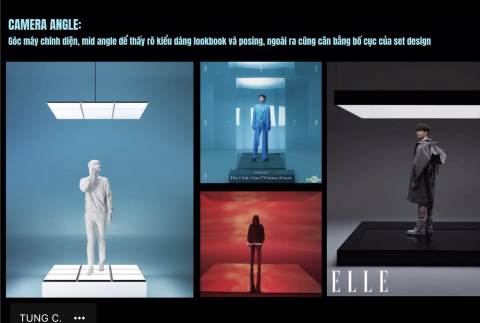 CAMERA ANGLE:
Góc máy chính diện, mid angle để thấy rõ kiểu dáng lookbook và posing, ngoài ra cũng cân bằng bố cục của set design
The Only One I Wanna Know
ELLE
TUNG C. •••